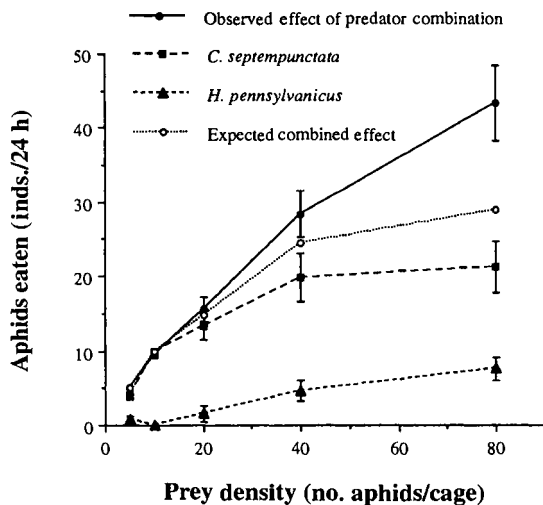 Observed effect of predator combination
C. septempunctata
H. pennsylvanicus
Expected combined effect
50
40
30
20
10
0
Aphids eaten (inds./24 h)
0 20 40 60 80
Prey density (no. aphids/cage)